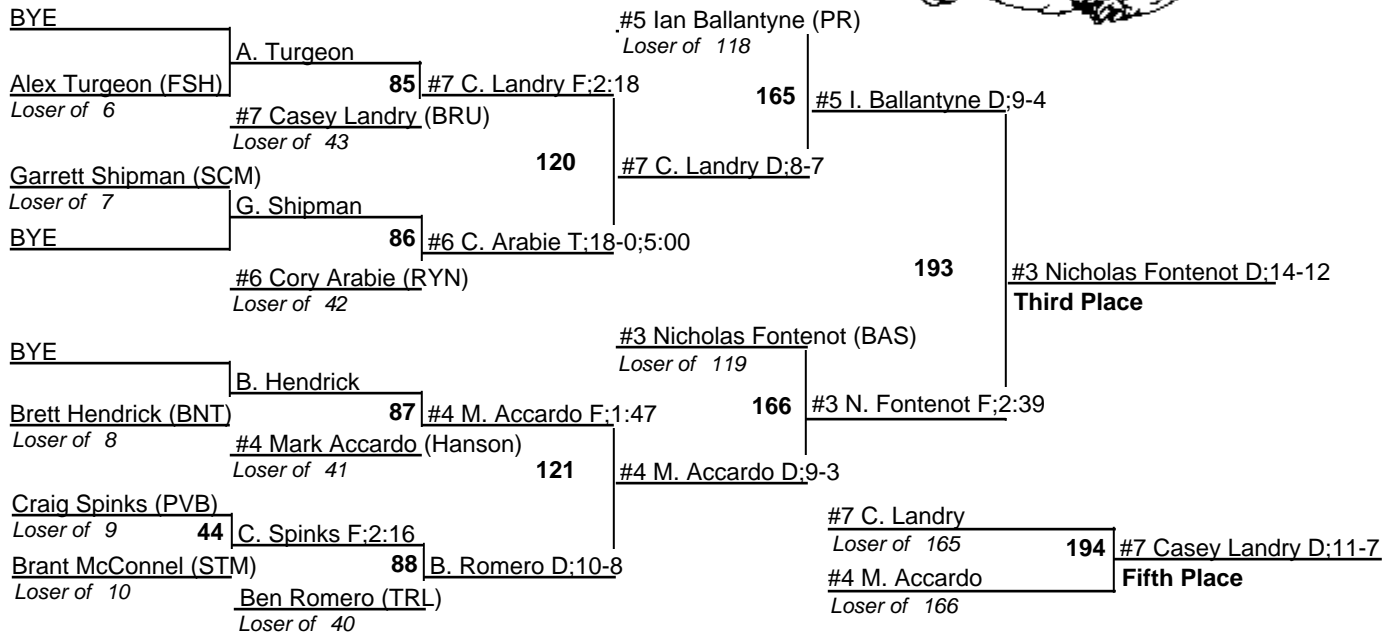 BYE
Alex Turgeon (FSH)
Loser of 6
A. Turgeon
85
#7 Casey Landry (BRU)
Loser of 43
#7 C. Landry F;2:18
Garrett Shipman (SCM)
Loser of 7
BYE
G. Shipman
86
#6 Cory Arabie (RYN)
Loser of 42
#6 C. Arabie T;18-0;5:00
120
#7 C. Landry D;8-7
#5 Ian Ballantyne (PR)
Loser of 118
165
#5 I. Ballantyne D;9-4
BYE
Brett Hendrick (BNT)
Loser of 8
B. Hendrick
87
#4 Mark Accardo (Hanson)
Loser of 41
#4 M. Accardo F;1:47
Craig Spinks (PVB)
Loser of 9
44
Brant McConnel (STM)
Loser of 10
C. Spinks F;2:16
88
Ben Romero (TRL)
Loser of 40
B. Romero D;10-8
121
#4 M. Accardo D;9-3
#3 Nicholas Fontenot (BAS)
Loser of 119
166
#3 N. Fontenot F;2:39
193
#3 Nicholas Fontenot D;14-12
Third Place
#7 C. Landry
Loser of 165
194
#4 M. Accardo
Loser of 166
#7 Casey Landry D;11-7
Fifth Place